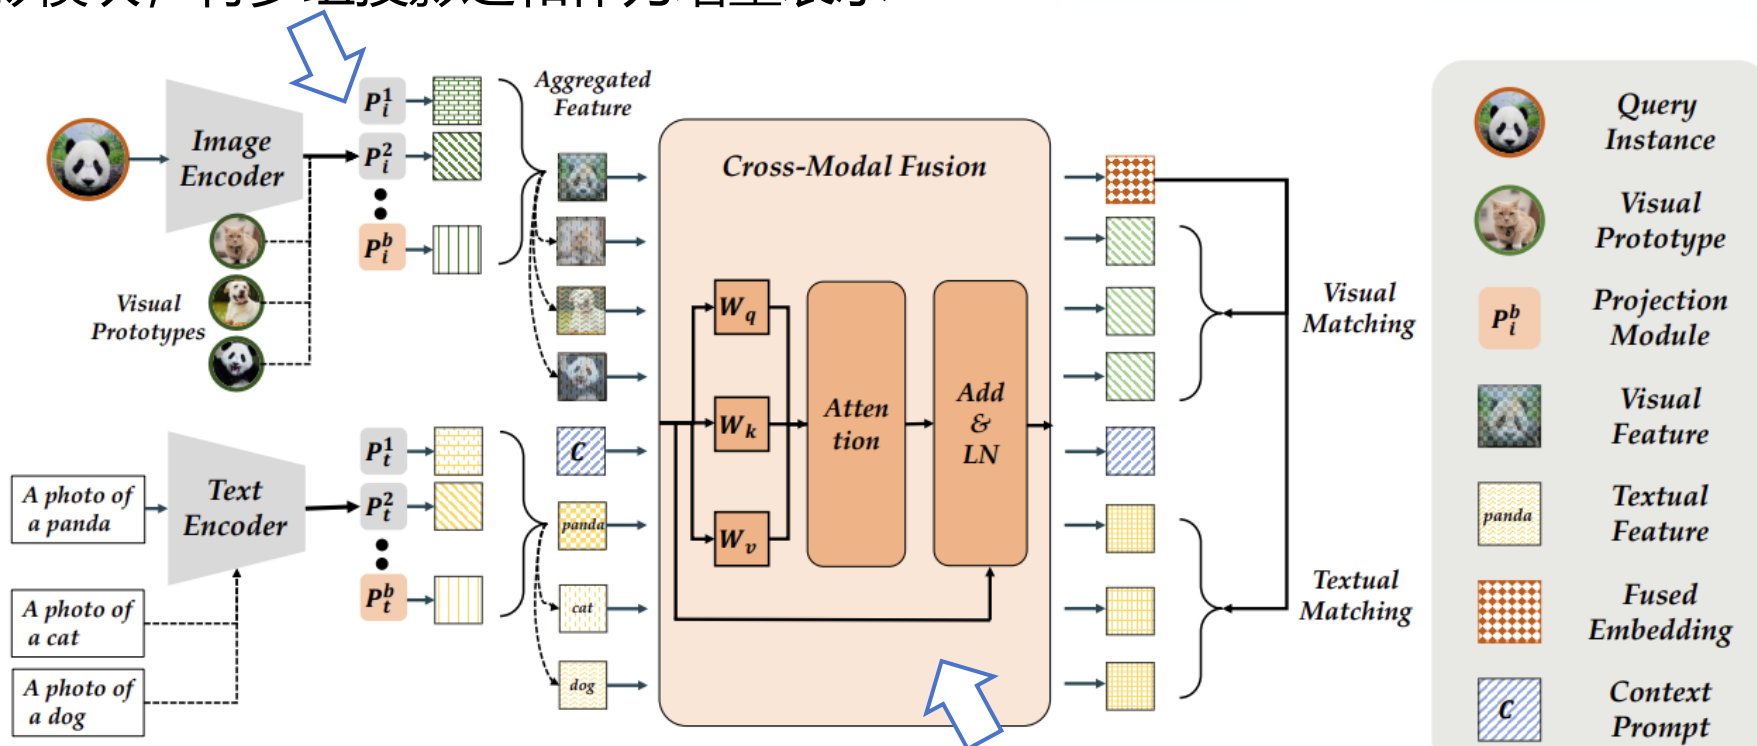 Aggregated
Feature
Image
Encoder
P_i^1
P_i^2
P_i^b
Visual
Prototypes
Cross-Modal Fusion
W_q
W_k
W_v
Atten
tion
Add
&
LN
C
panda
cat
dog
A photo of
a panda
A photo of
a cat
A photo of
a dog
Text
Encoder
P_t^1
P_t^2
P_t^b
Visual
Matching
Textual
Matching
Query
Instance
Visual
Prototype
P_i^b
Projection
Module
Visual
Feature
panda
Textual
Feature
Fused
Embedding
C
Context
Prompt